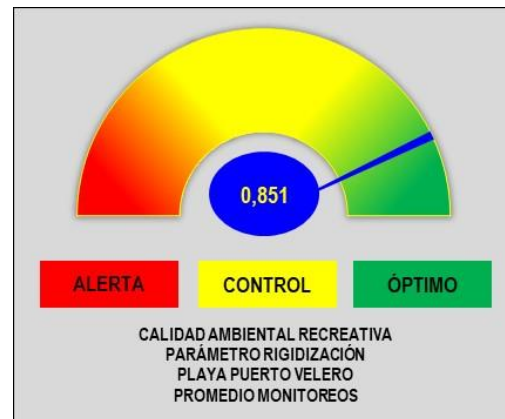 0,851
ALERTA CONTROL ÓPTIMO
CALIDAD AMBIENTAL RECREATIVA
PARÁMETRO RIGIDIZACIÓN
PLAYA PUERTO VELERO
PROMEDIO MONITOREOS